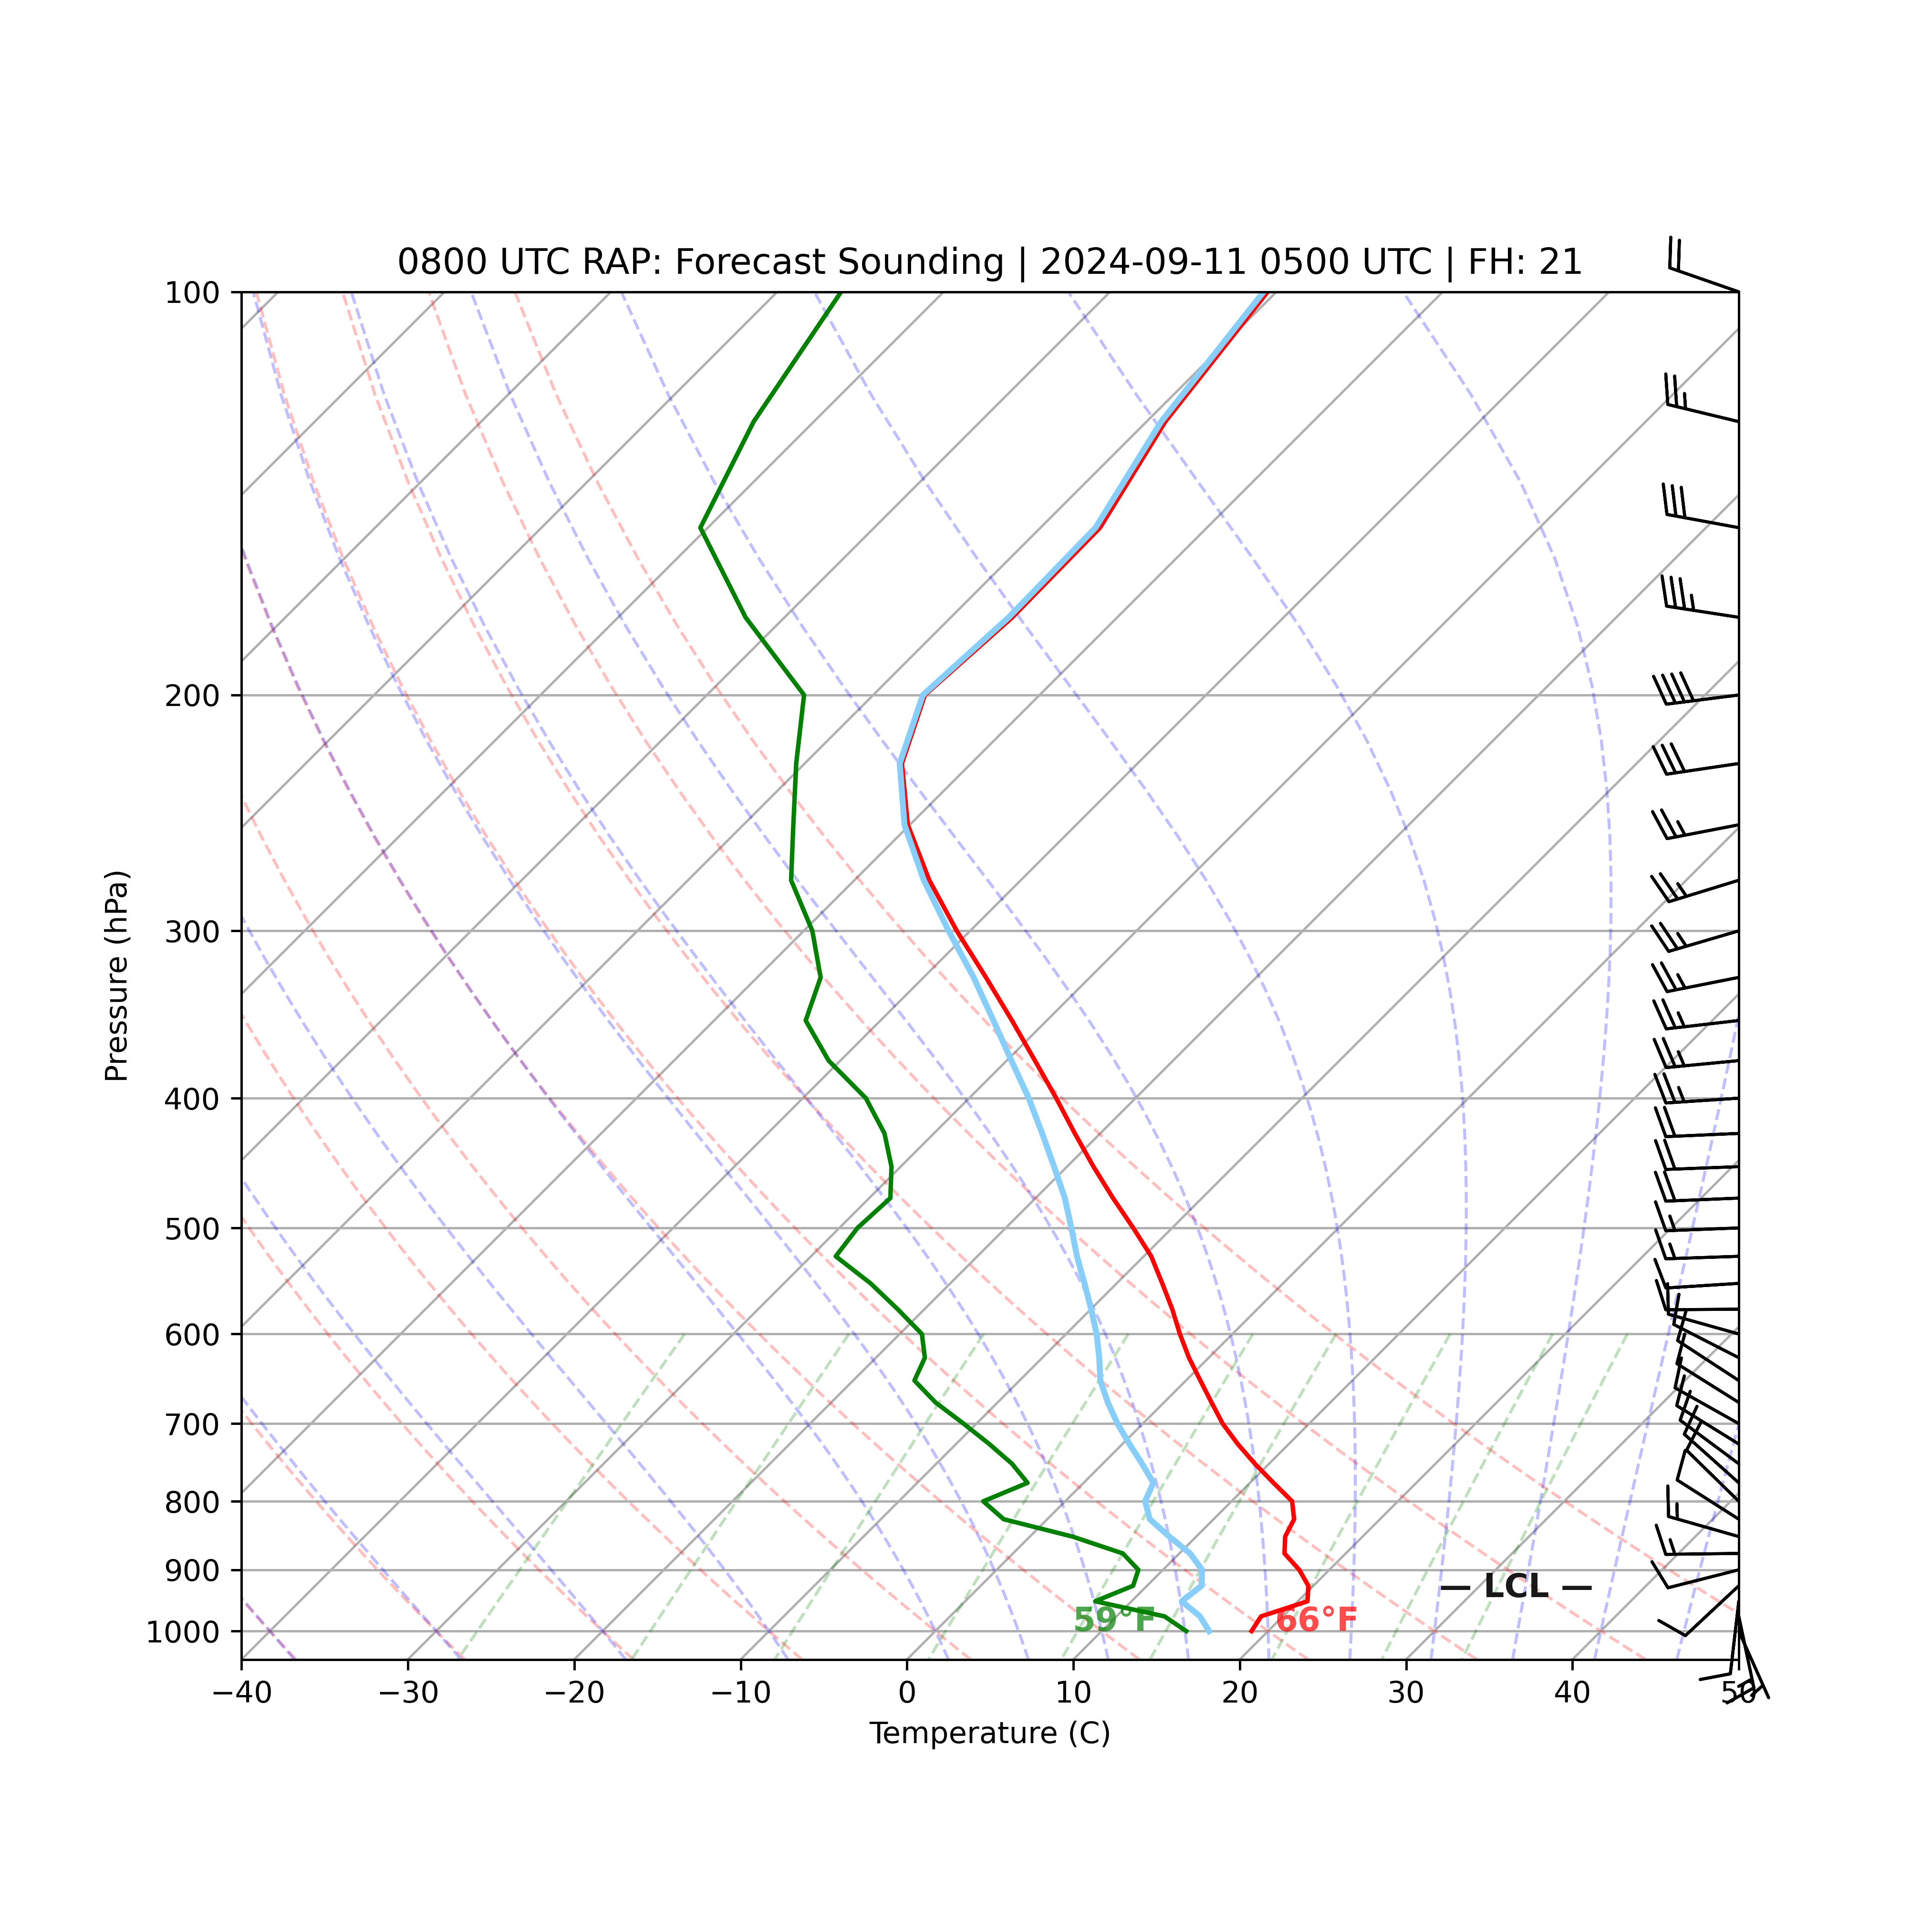 0800 UTC RAP: Forecast Sounding | 2024-09-11 0500 UTC | FH: 21
100
200
300
400
500
600
700
800
900
1000
Pressure (hPa)
— LCL —
59°F 66°F
−40 −30 −20 −10 0 10 20 30 40 50
Temperature (C)